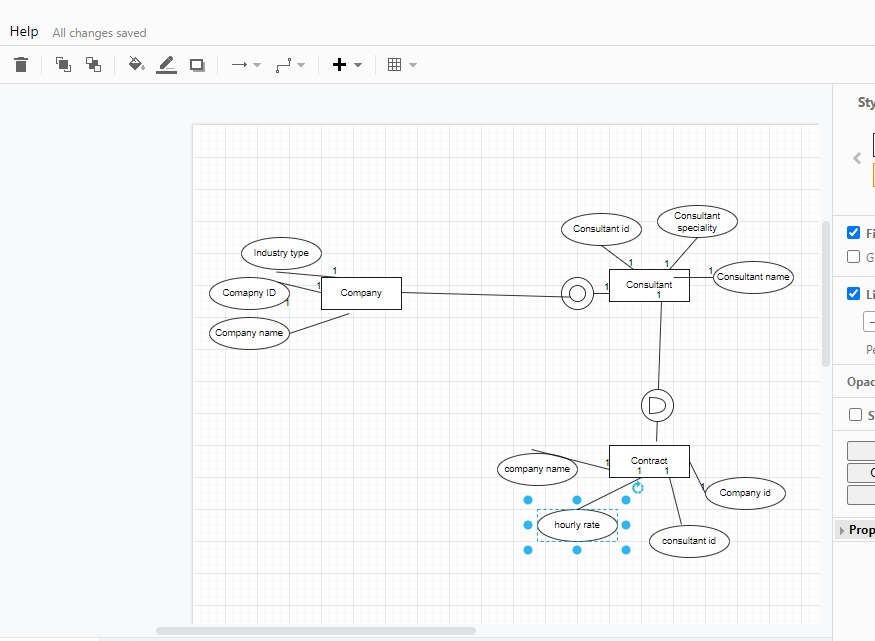 Help
All changes saved
Sty
Consultant id
Consultant
speciality
Industry type
1
1
1
Comapny ID
1
1
Company
1
Consultant
1
1
Consultant name
Company name
D
company name
1
Contract
1
1
1
Company id
hourly rate
consultant id
Fi
G
Li
Pe
Opac
S
C
Prop